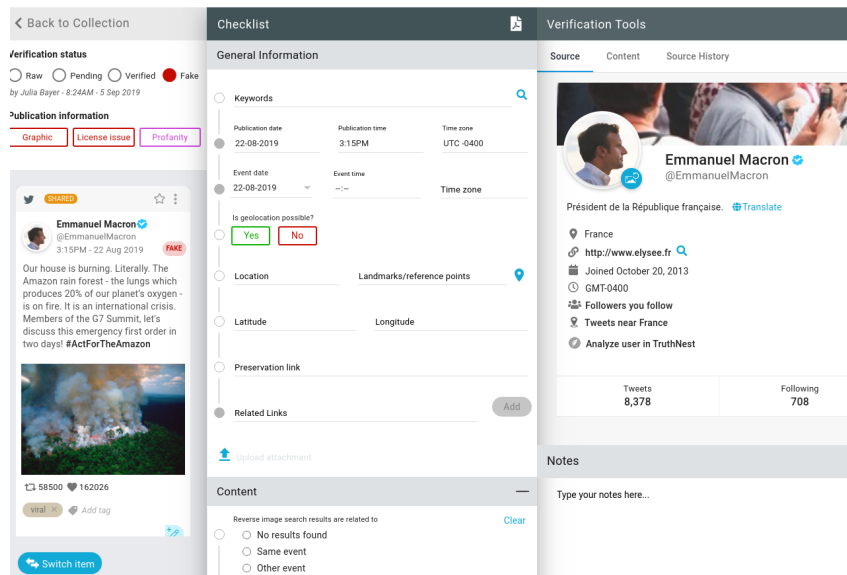 Back to Collection
Verification status
Raw Pending Verified Fake
by Julia Bayer - 8:24AM - 5 Sep 2019
Publication information
Graphic License issue Profanity
SHARED
Emmanuel Macron
@EmmanuelMacron
3:15PM - 22 Aug 2019 FAKE
Our house is burning. Literally. The
Amazon rain forest - the lungs which
produces 20% of our planet's oxygen -
is on fire. It is an international crisis.
Members of the G7 Summit, let's
discuss this emergency first order in
two days! #ActForTheAmazon
58500 162026
viral × Add tag
Switch item
Checklist
General Information
Keywords
Publication date Publication time Time zone
22-08-2019 3:15PM UTC -0400
Event date Event time
22-08-2019 --:-- Time zone
Is geolocation possible?
Yes No
Location Landmarks/reference points
Latitude Longitude
Preservation link
Related Links Add
Upload attachment
Content
Reverse image search results are related to Clear
No results found
Same event
Other event
Verification Tools
Source Content Source History
Emmanuel Macron
@EmmanuelMacron
Président de la République française. Translate
France
http://www.elysee.fr
Joined October 20, 2013
GMT-0400
Followers you follow
Tweets near France
Analyze user in TruthNest
Tweets Following
8,378 708
Notes
Type your notes here...